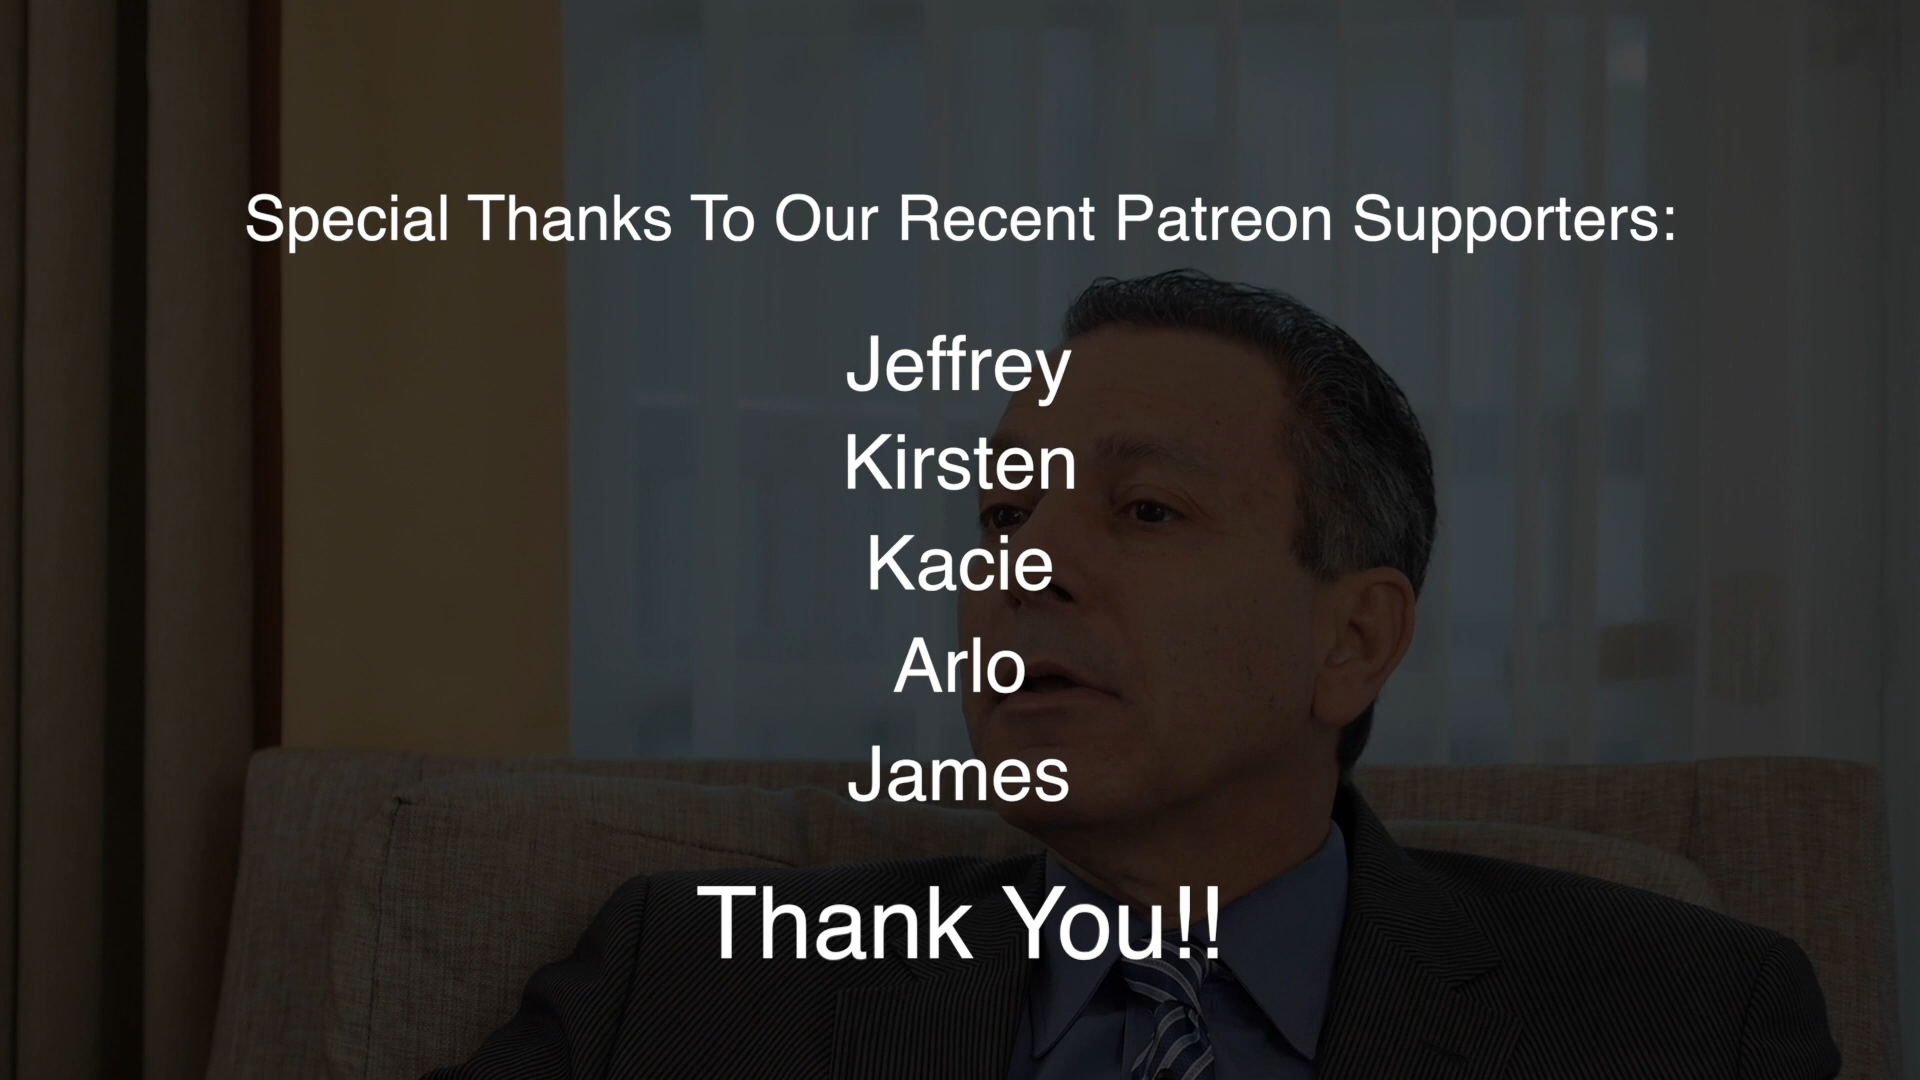 Special Thanks To Our Recent Patreon Supporters:
Jeffrey
Kirsten
Kacie
Arlo
James
Thank You!!